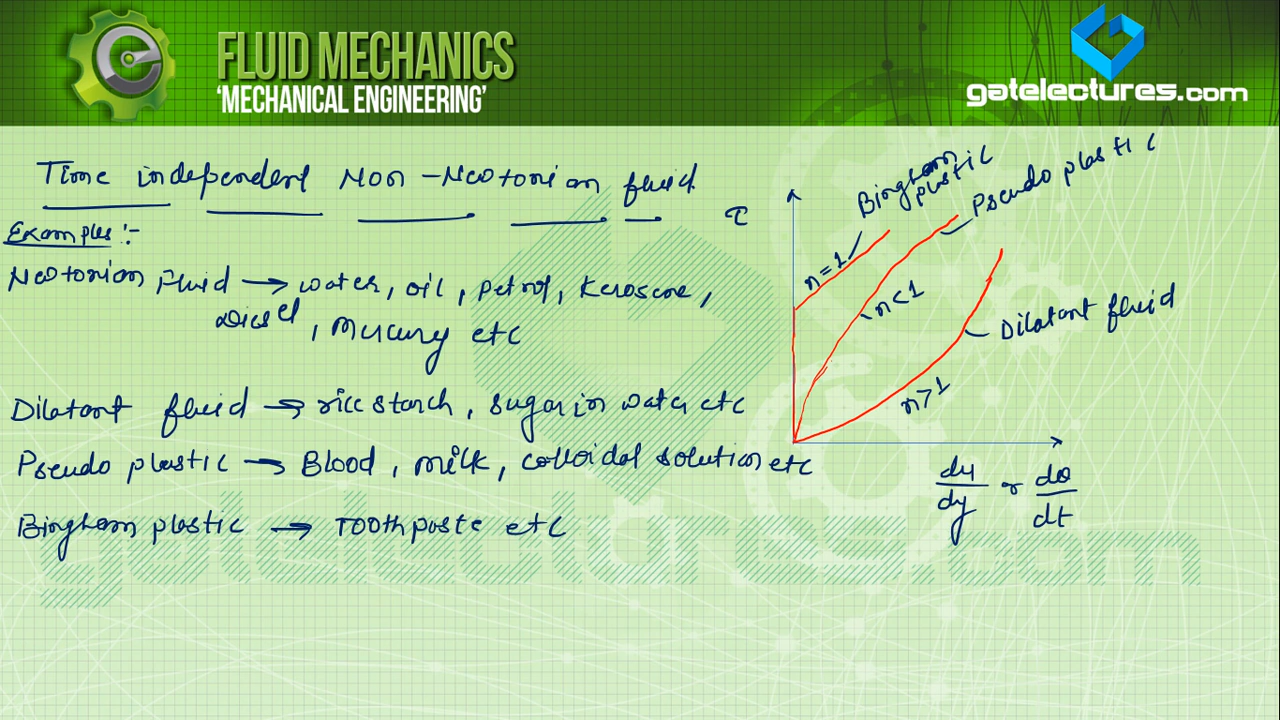 FLUID MECHANICS
'MECHANICAL ENGINEERING'
gatelectures.com
Time independent Non-Newtonian fluid
Examples:-
Newtonian Fluid → water, oil, petrol, Kerosene,
Diesel, mercury etc
Dilatant fluid → rice starch, sugar in water etc
Pseudo plastic → Blood, milk, colloidal solution etc
Bingham plastic → Toothpaste etc
τ
Bingham
plastic
Pseudo plastic
n=1
n<1
Dilatant fluid
n>1
du/dy r dθ/dt
gatelectures.com